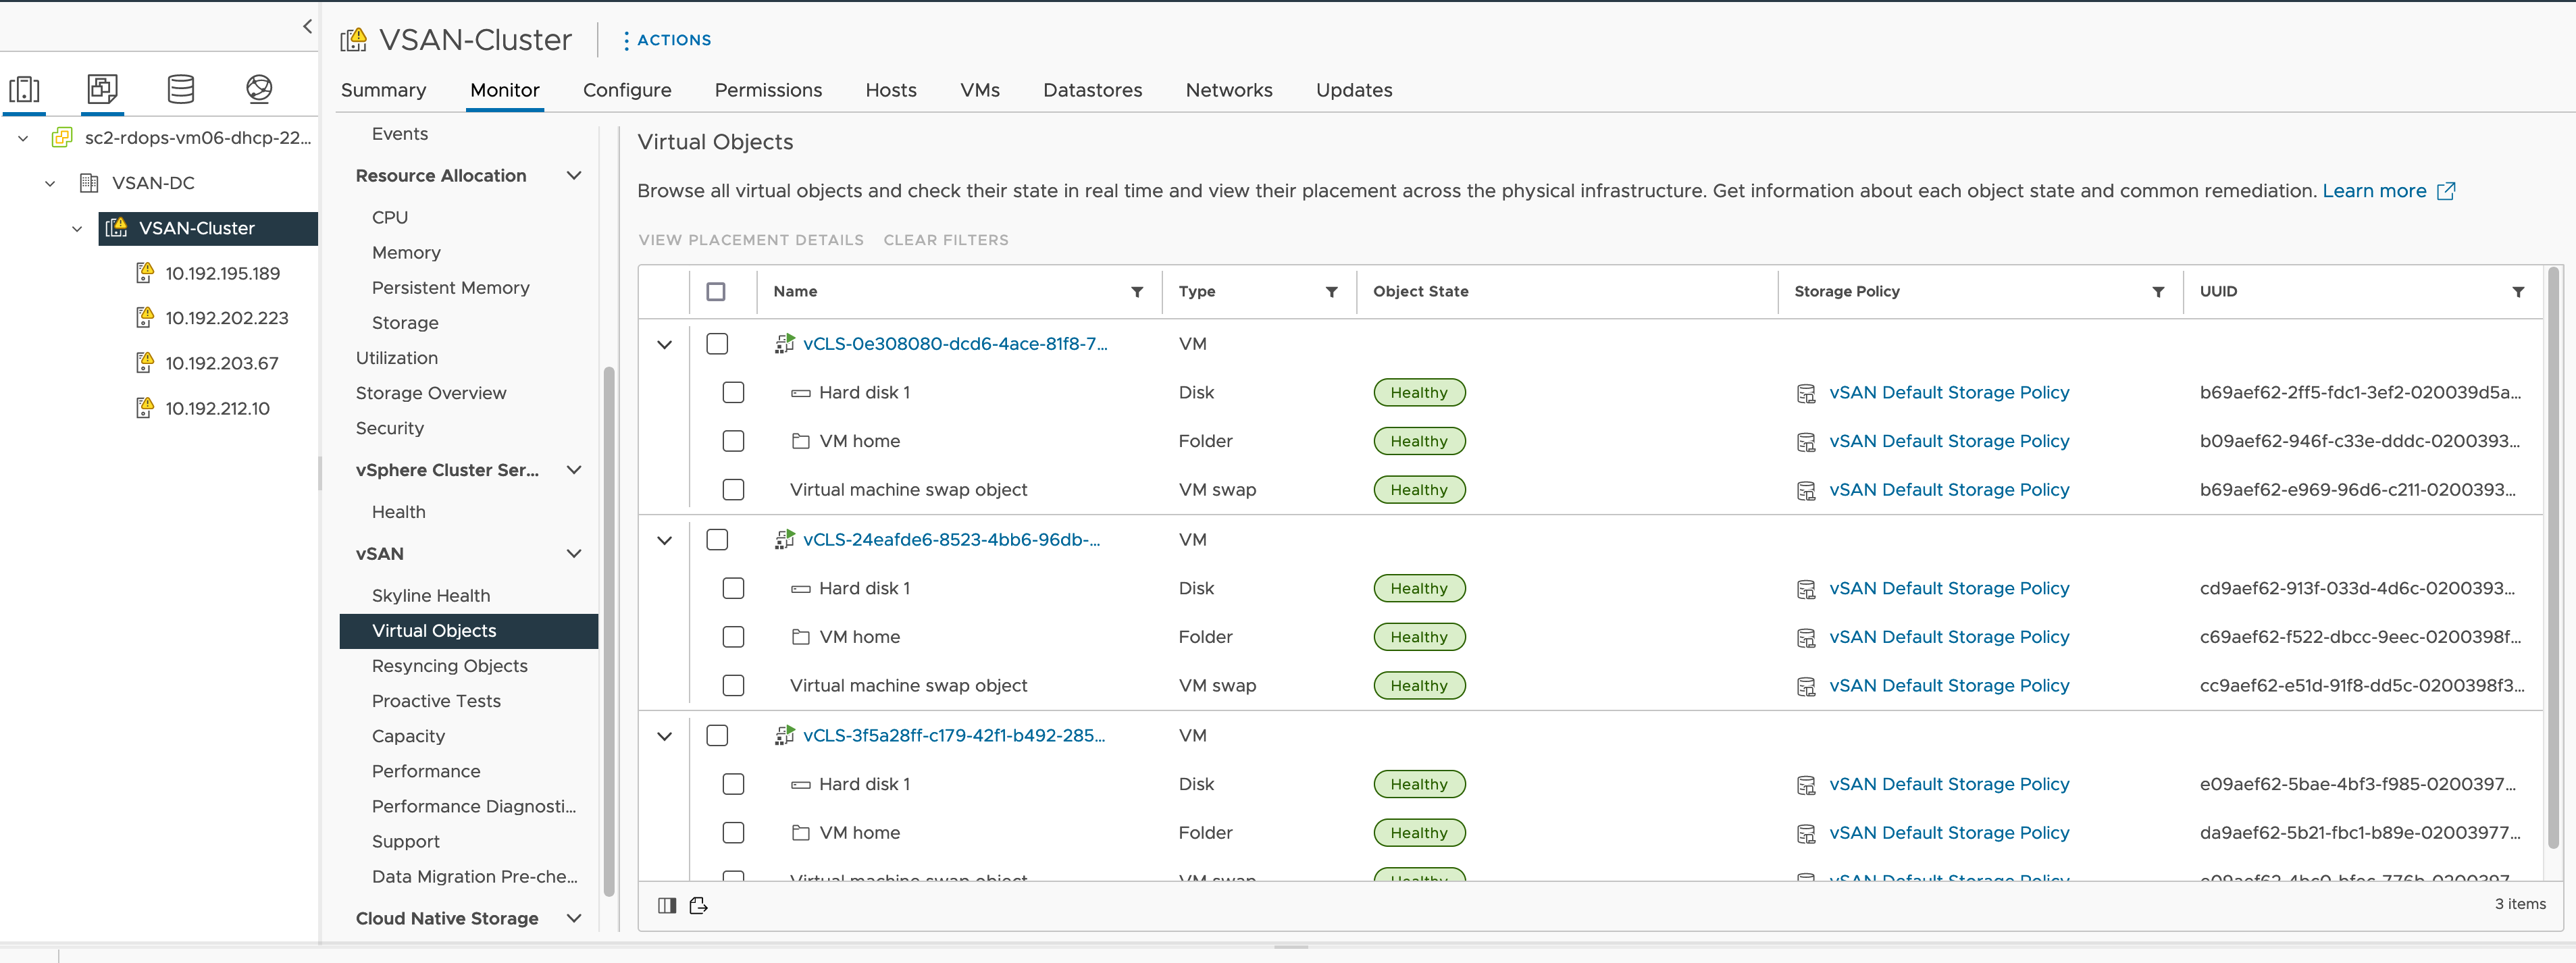 VSAN-Cluster
ACTIONS
Summary Monitor Configure Permissions Hosts VMs Datastores Networks Updates
sc2-rdops-vm06-dhcp-22...
VSAN-DC
VSAN-Cluster
10.192.195.189
10.192.202.223
10.192.203.67
10.192.212.10
Events
Resource Allocation
CPU
Memory
Persistent Memory
Storage
Utilization
Storage Overview
Security
vSphere Cluster Ser...
Health
vSAN
Skyline Health
Virtual Objects
Resyncing Objects
Proactive Tests
Capacity
Performance
Performance Diagnosti...
Support
Data Migration Pre-che...
Cloud Native Storage
Virtual Objects
Browse all virtual objects and check their state in real time and view their placement across the physical infrastructure. Get information about each object state and common remediation. Learn more
VIEW PLACEMENT DETAILS CLEAR FILTERS
Name Type Object State Storage Policy UUID
vCLS-0e308080-dcd6-4ace-81f8-7... VM
Hard disk 1 Disk Healthy vSAN Default Storage Policy b69aef62-2ff5-fdc1-3ef2-020039d5a...
VM home Folder Healthy vSAN Default Storage Policy b09aef62-946f-c33e-dddc-0200393...
Virtual machine swap object VM swap Healthy vSAN Default Storage Policy b69aef62-e969-96d6-c211-0200393...
vCLS-24eafde6-8523-4bb6-96db-... VM
Hard disk 1 Disk Healthy vSAN Default Storage Policy cd9aef62-913f-033d-4d6c-0200393...
VM home Folder Healthy vSAN Default Storage Policy c69aef62-f522-dbcc-9eec-0200398f...
Virtual machine swap object VM swap Healthy vSAN Default Storage Policy cc9aef62-e51d-91f8-dd5c-0200398f3...
vCLS-3f5a28ff-c179-42f1-b492-285... VM
Hard disk 1 Disk Healthy vSAN Default Storage Policy e09aef62-5bae-4bf3-f985-0200397...
VM home Folder Healthy vSAN Default Storage Policy da9aef62-5b21-fbc1-b89e-02003977...
Virtual machine swap object VM swap Healthy vSAN Default Storage Policy
3 items